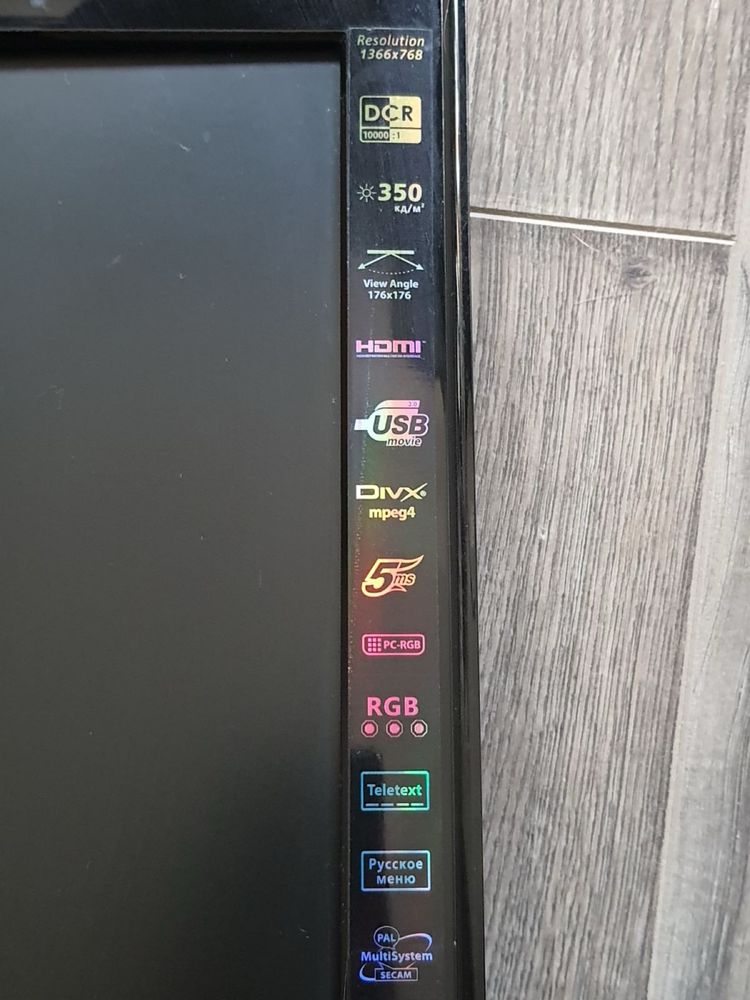 Resolution
1366x768
DCR
10000:1
350
кд/м²
View Angle
176x176
HDMI
2.0
USB
movie
DIVX®
mpeg4
5ms
PC-RGB
RGB
Teletext
Русское
меню
PAL
MultiSystem
SECAM